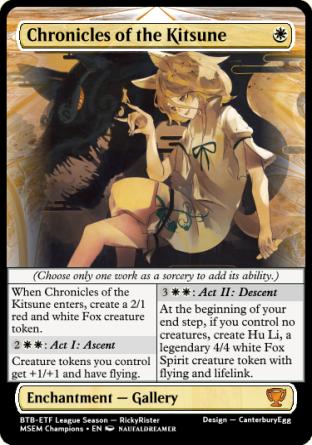 Chronicles of the Kitsune
(Choose only one work as a sorcery to add its ability.)
When Chronicles of the
Kitsune enters, create a 2/1
red and white Fox creature
token.
2 : Act I: Ascent
Creature tokens you control
get +1/+1 and have flying.
3 : Act II: Descent
At the beginning of your
end step, if you control no
creatures, create Hu Li, a
legendary 4/4 white Fox
Spirit creature token with
flying and lifelink.
Enchantment — Gallery
BTB-ETF League Season — RickyRister
Design — CanterburyEgg
MSEM Champions • EN NAUTALDREAMER